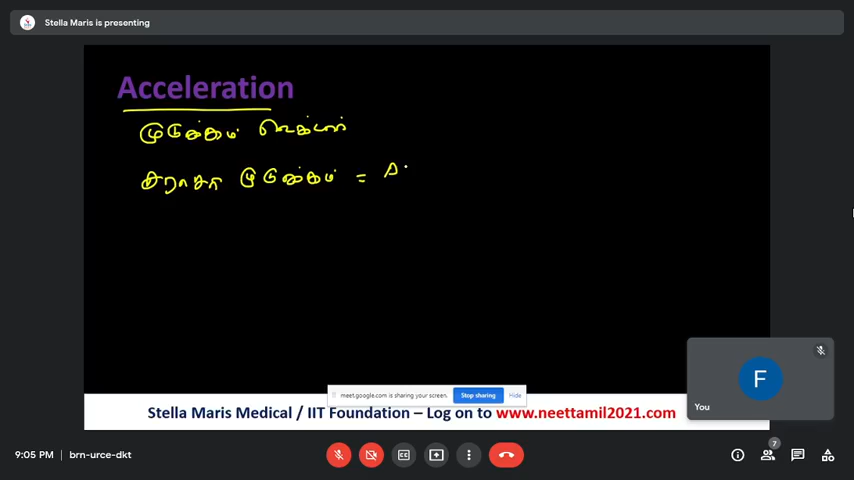 Stella Maris is presenting
Acceleration
முடுக்கம் வெக்டர்
சராசரி முடுக்கம் =
meet.google.com is sharing your screen. Stop sharing Hide
F
You
Stella Maris Medical / IIT Foundation – Log on to www.neettamil2021.com
9:05 PM brn-urce-dkt
7